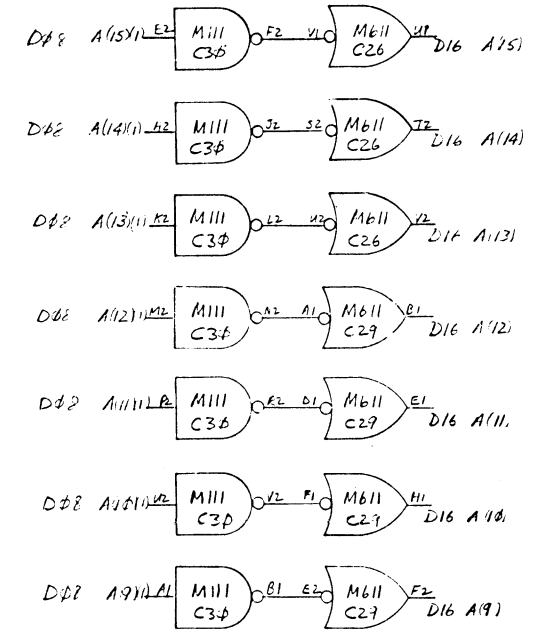 DØ8 A(15)(1) E2 M111 C3Ø F2 V1 M611 C26 U1 D16 A(15)
DØ8 A(14)(1) H2 M111 C3Ø J2 S2 M611 C26 T2 D16 A(14)
DØ8 A(13)(1) K2 M111 C3Ø L2 U2 M611 C26 V2 D16 A(13)
DØ8 A(12)(1) M2 M111 C3Ø N2 A1 M611 C29 B1 D16 A(12)
DØ8 A(11)(1) P2 M111 C3Ø R2 D1 M611 C29 E1 D16 A(11)
DØ8 A(1Ø)(1) U2 M111 C3Ø V2 F1 M611 C29 H1 D16 A(1Ø)
DØ8 A(9)(1) A1 M111 C3Ø B1 E2 M611 C29 F2 D16 A(9)